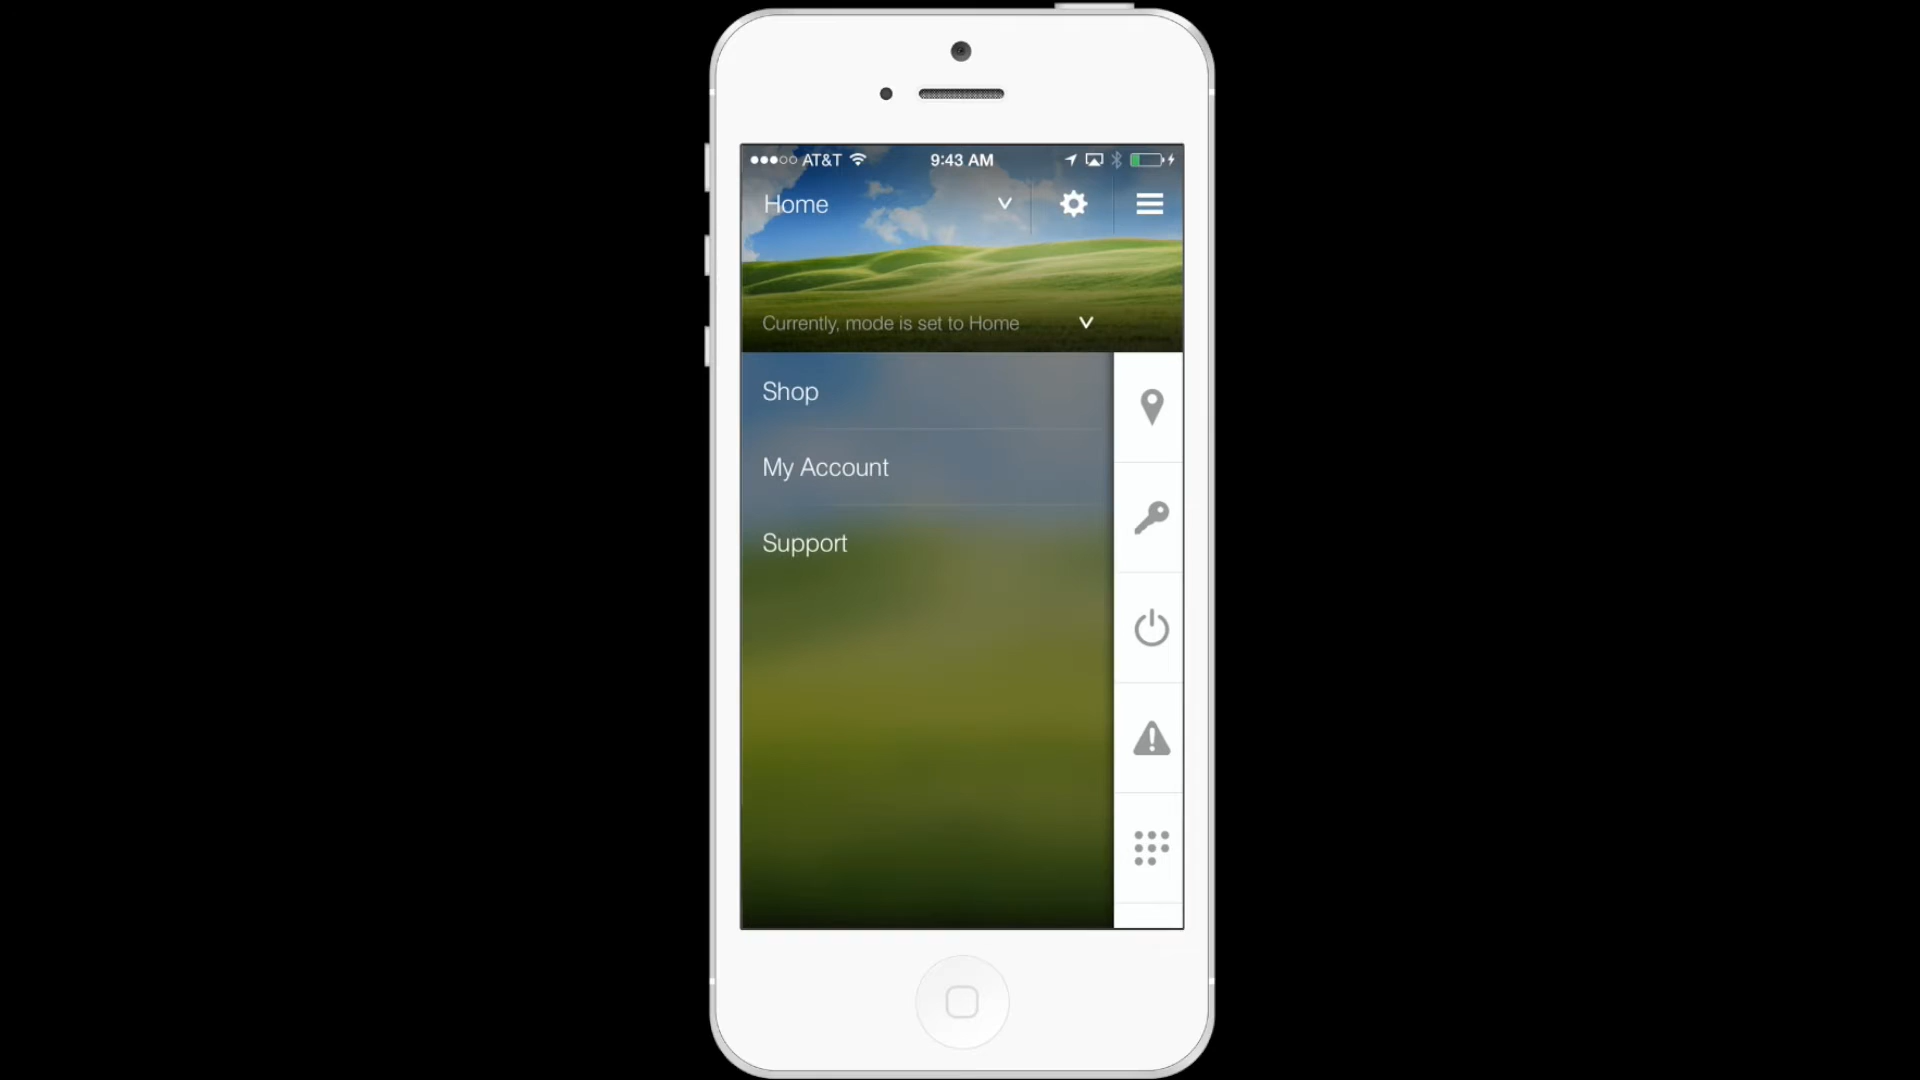 AT&T 9:43 AM
Home
Currently, mode is set to Home
Shop
My Account
Support